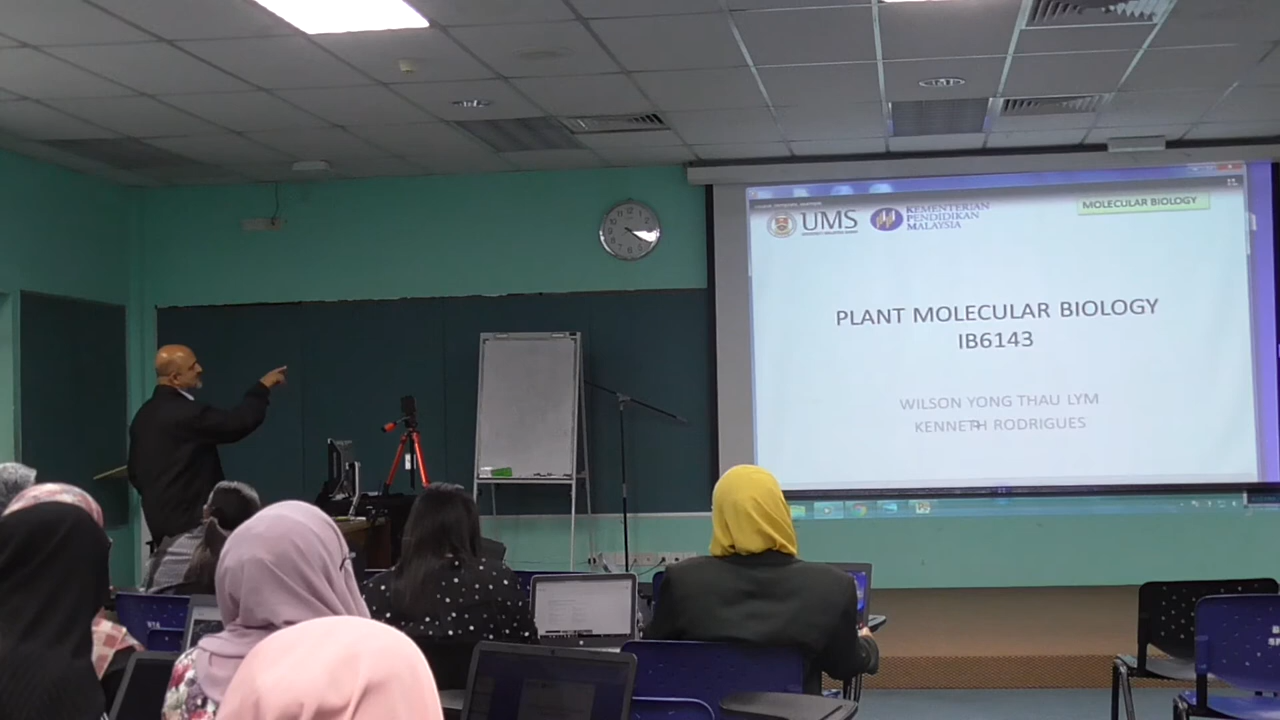 UMS
KEMENTERIAN
PENDIDIKAN
MALAYSIA
MOLECULAR BIOLOGY
PLANT MOLECULAR BIOLOGY
IB6143
WILSON YONG THAU LYM
KENNETH RODRIGUES